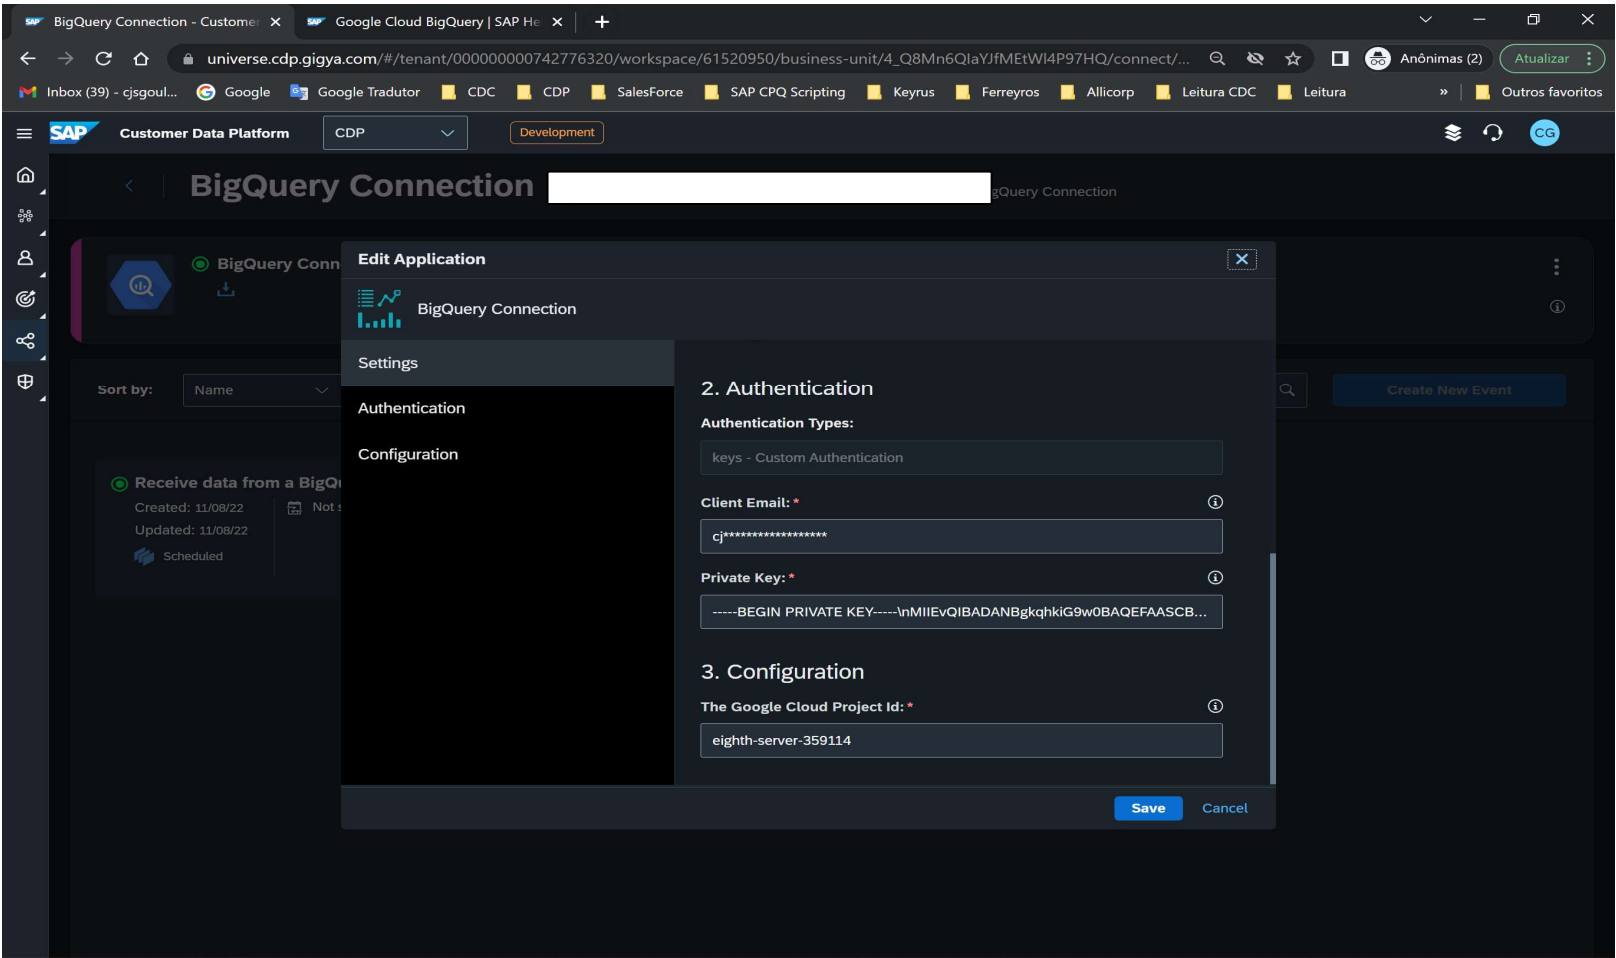 SAP BigQuery Connection - Customer
SAP Google Cloud BigQuery | SAP He
universe.cdp.gigya.com/#/tenant/000000000742776320/workspace/61520950/business-unit/4_Q8Mn6QIaYJfMEtWl4P97HQ/connect/...
Anônimas (2)
Atualizar
Inbox (39) - cjsgoul...
Google
Google Tradutor
CDC
CDP
SalesForce
SAP CPQ Scripting
Keyrus
Ferreyros
Allicorp
Leitura CDC
Leitura
»
Outros favoritos
SAP Customer Data Platform
CDP
Development
CG
BigQuery Connection
gQuery Connection
BigQuery Conn
Edit Application
BigQuery Connection
Settings
Authentication
Configuration
2. Authentication
Authentication Types:
keys - Custom Authentication
Client Email: *
cj******************
Private Key: *
-----BEGIN PRIVATE KEY-----\nMIIEvQIBADANBgkqhkiG9w0BAQEFAASCB...
3. Configuration
The Google Cloud Project Id: *
eighth-server-359114
Save
Cancel
Sort by:
Name
Create New Event
Receive data from a BigQu
Created: 11/08/22
Not s
Updated: 11/08/22
Scheduled